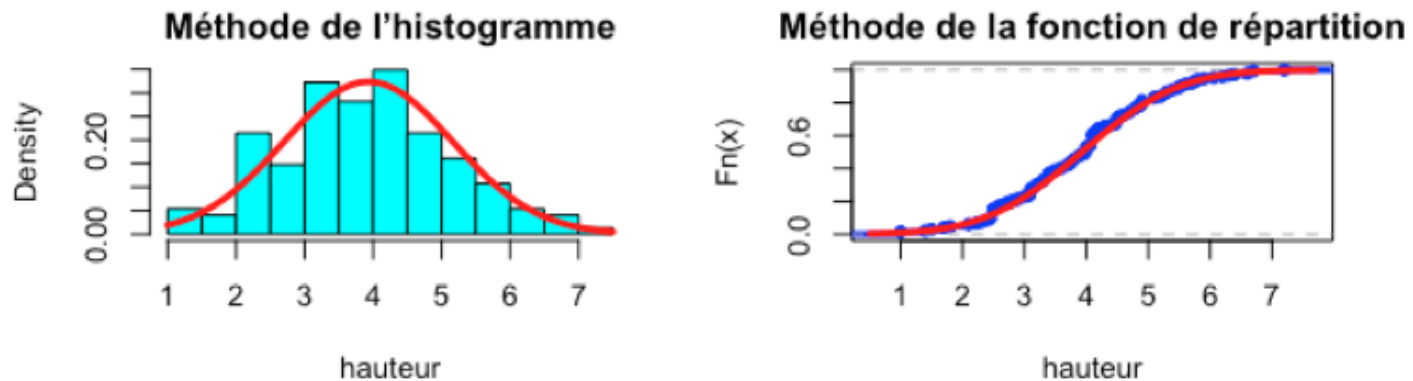 Méthode de l’histogramme
Density
0.00 0.20
1 2 3 4 5 6 7
hauteur
Méthode de la fonction de répartition
Fn(x)
0.0 0.6
1 2 3 4 5 6 7
hauteur